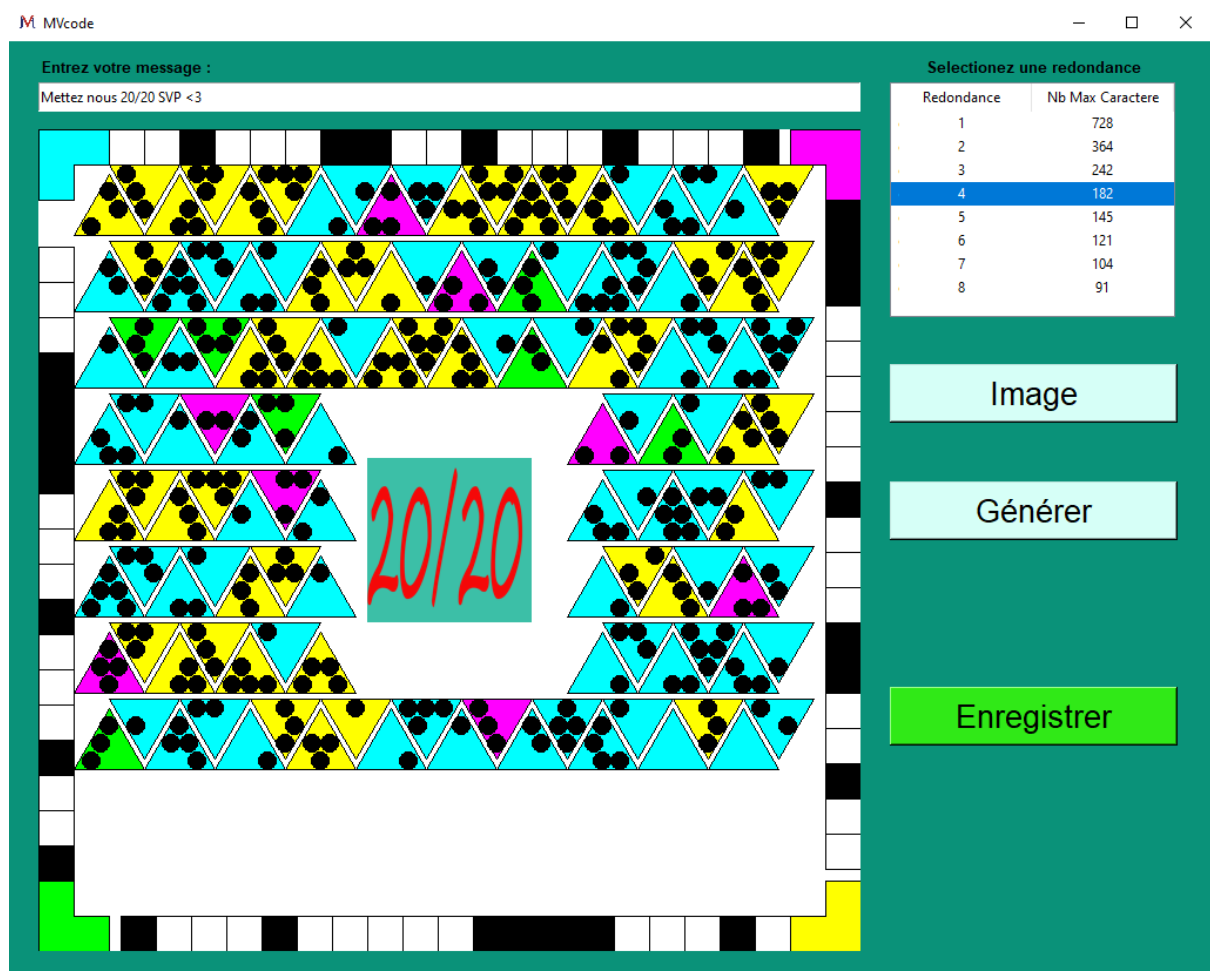 MVcode
Entrez votre message :
Mettez nous 20/20 SVP <3
Selectionez une redondance
Redondance Nb Max Caractere
1 728
2 364
3 242
4 182
5 145
6 121
7 104
8 91
Image
20/20
Générer
Enregistrer